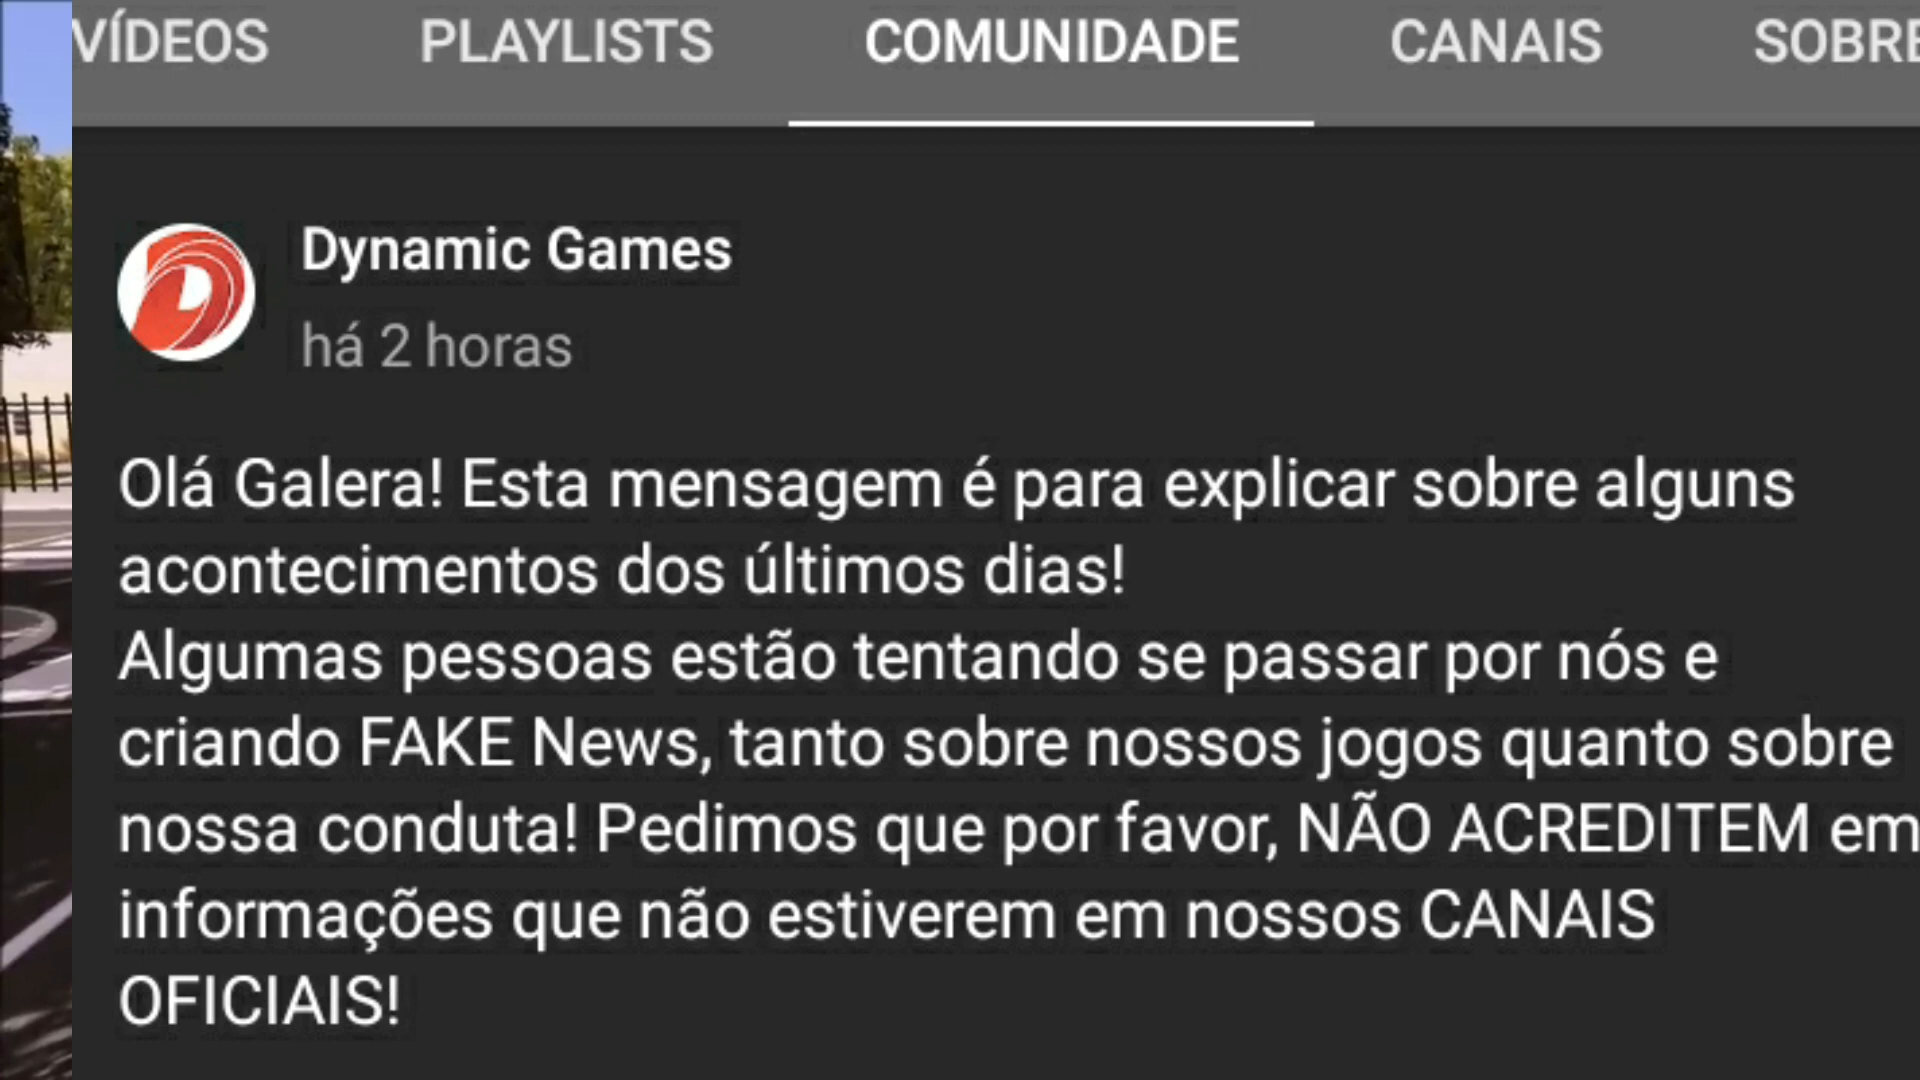 VÍDEOS PLAYLISTS COMUNIDADE CANAIS SOBRE
Dynamic Games
há 2 horas
Olá Galera! Esta mensagem é para explicar sobre alguns
acontecimentos dos últimos dias!
Algumas pessoas estão tentando se passar por nós e
criando FAKE News, tanto sobre nossos jogos quanto sobre
nossa conduta! Pedimos que por favor, NÃO ACREDITEM em
informações que não estiverem em nossos CANAIS
OFICIAIS!